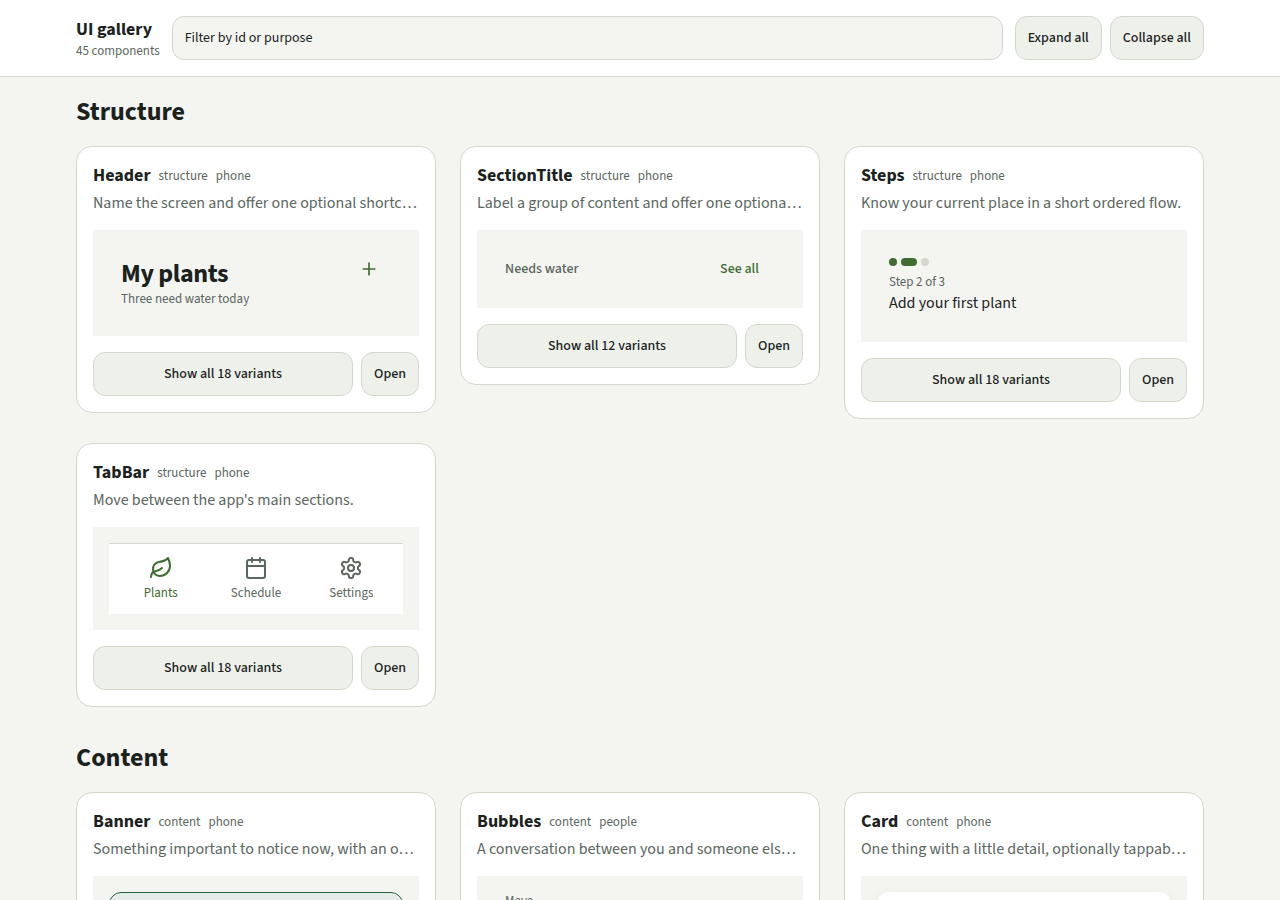 UI gallery
45 components
Filter by id or purpose
Expand all
Collapse all
Structure
Header structure phone
Name the screen and offer one optional shortc…
My plants
Three need water today
Show all 18 variants
Open
SectionTitle structure phone
Label a group of content and offer one optiona…
Needs water
See all
Show all 12 variants
Open
Steps structure phone
Know your current place in a short ordered flow.
Step 2 of 3
Add your first plant
Show all 18 variants
Open
TabBar structure phone
Move between the app's main sections.
Plants
Schedule
Settings
Show all 18 variants
Open
Content
Banner content phone
Something important to notice now, with an o…
Bubbles content people
A conversation between you and someone els…
Card content phone
One thing with a little detail, optionally tappab…